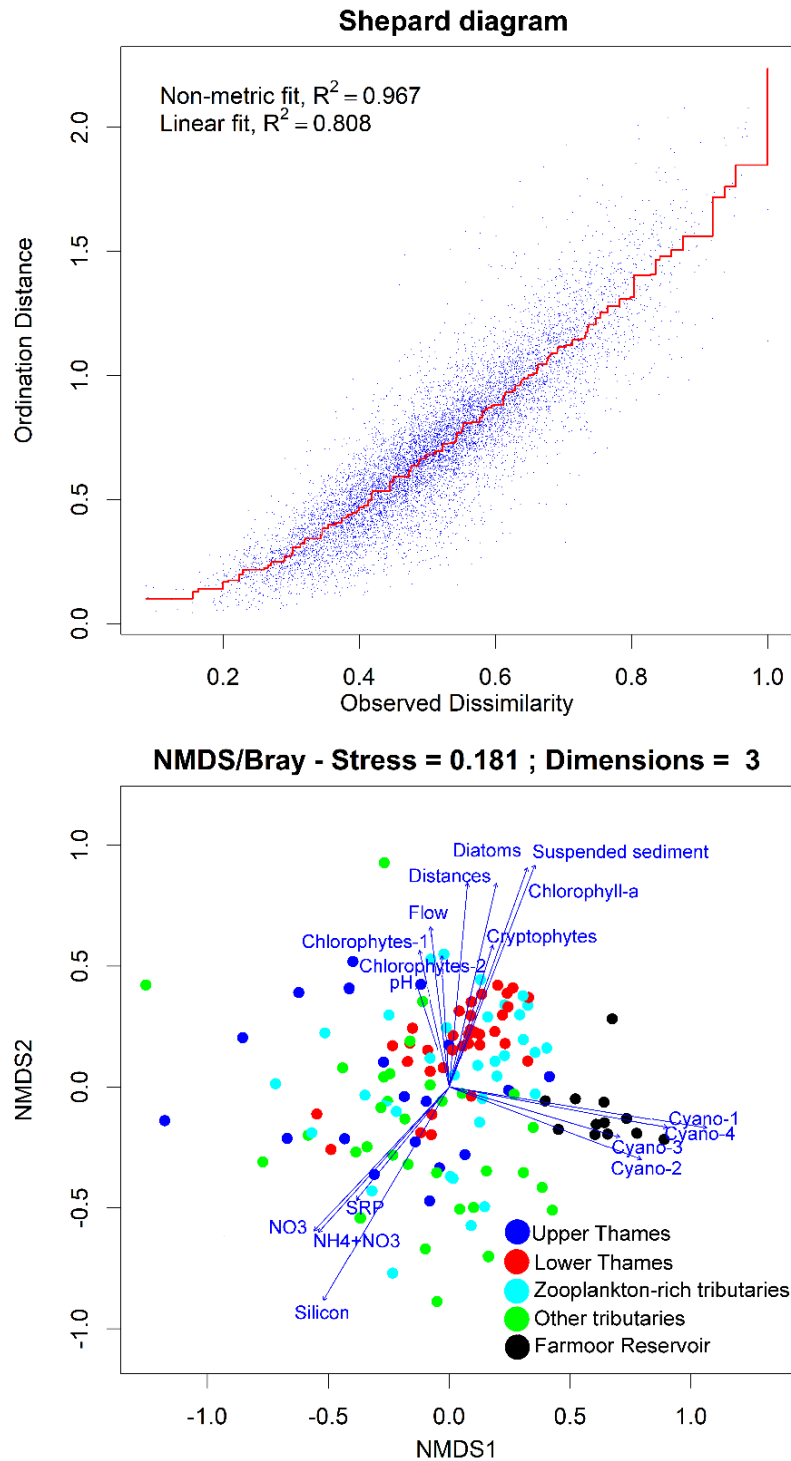 Shepard diagram
Non-metric fit, R² = 0.967
Linear fit, R² = 0.808
Ordination Distance
2.0
1.5
1.0
0.5
0.0
0.2 0.4 0.6 0.8 1.0
Observed Dissimilarity
NMDS/Bray - Stress = 0.181 ; Dimensions = 3
NMDS2
1.0
0.5
0.0
-0.5
-1.0
Diatoms
Suspended sediment
Distances
Chlorophyll-a
Flow
Chlorophytes-1
Cryptophytes
Chlorophytes-2
pH
Cyano-1
Cyano-4
Cyano-3
Cyano-2
SRP
NO3
NH4+NO3
Silicon
Upper Thames
Lower Thames
Zooplankton-rich tributaries
Other tributaries
Farmoor Reservoir
-1.0 -0.5 0.0 0.5 1.0
NMDS1